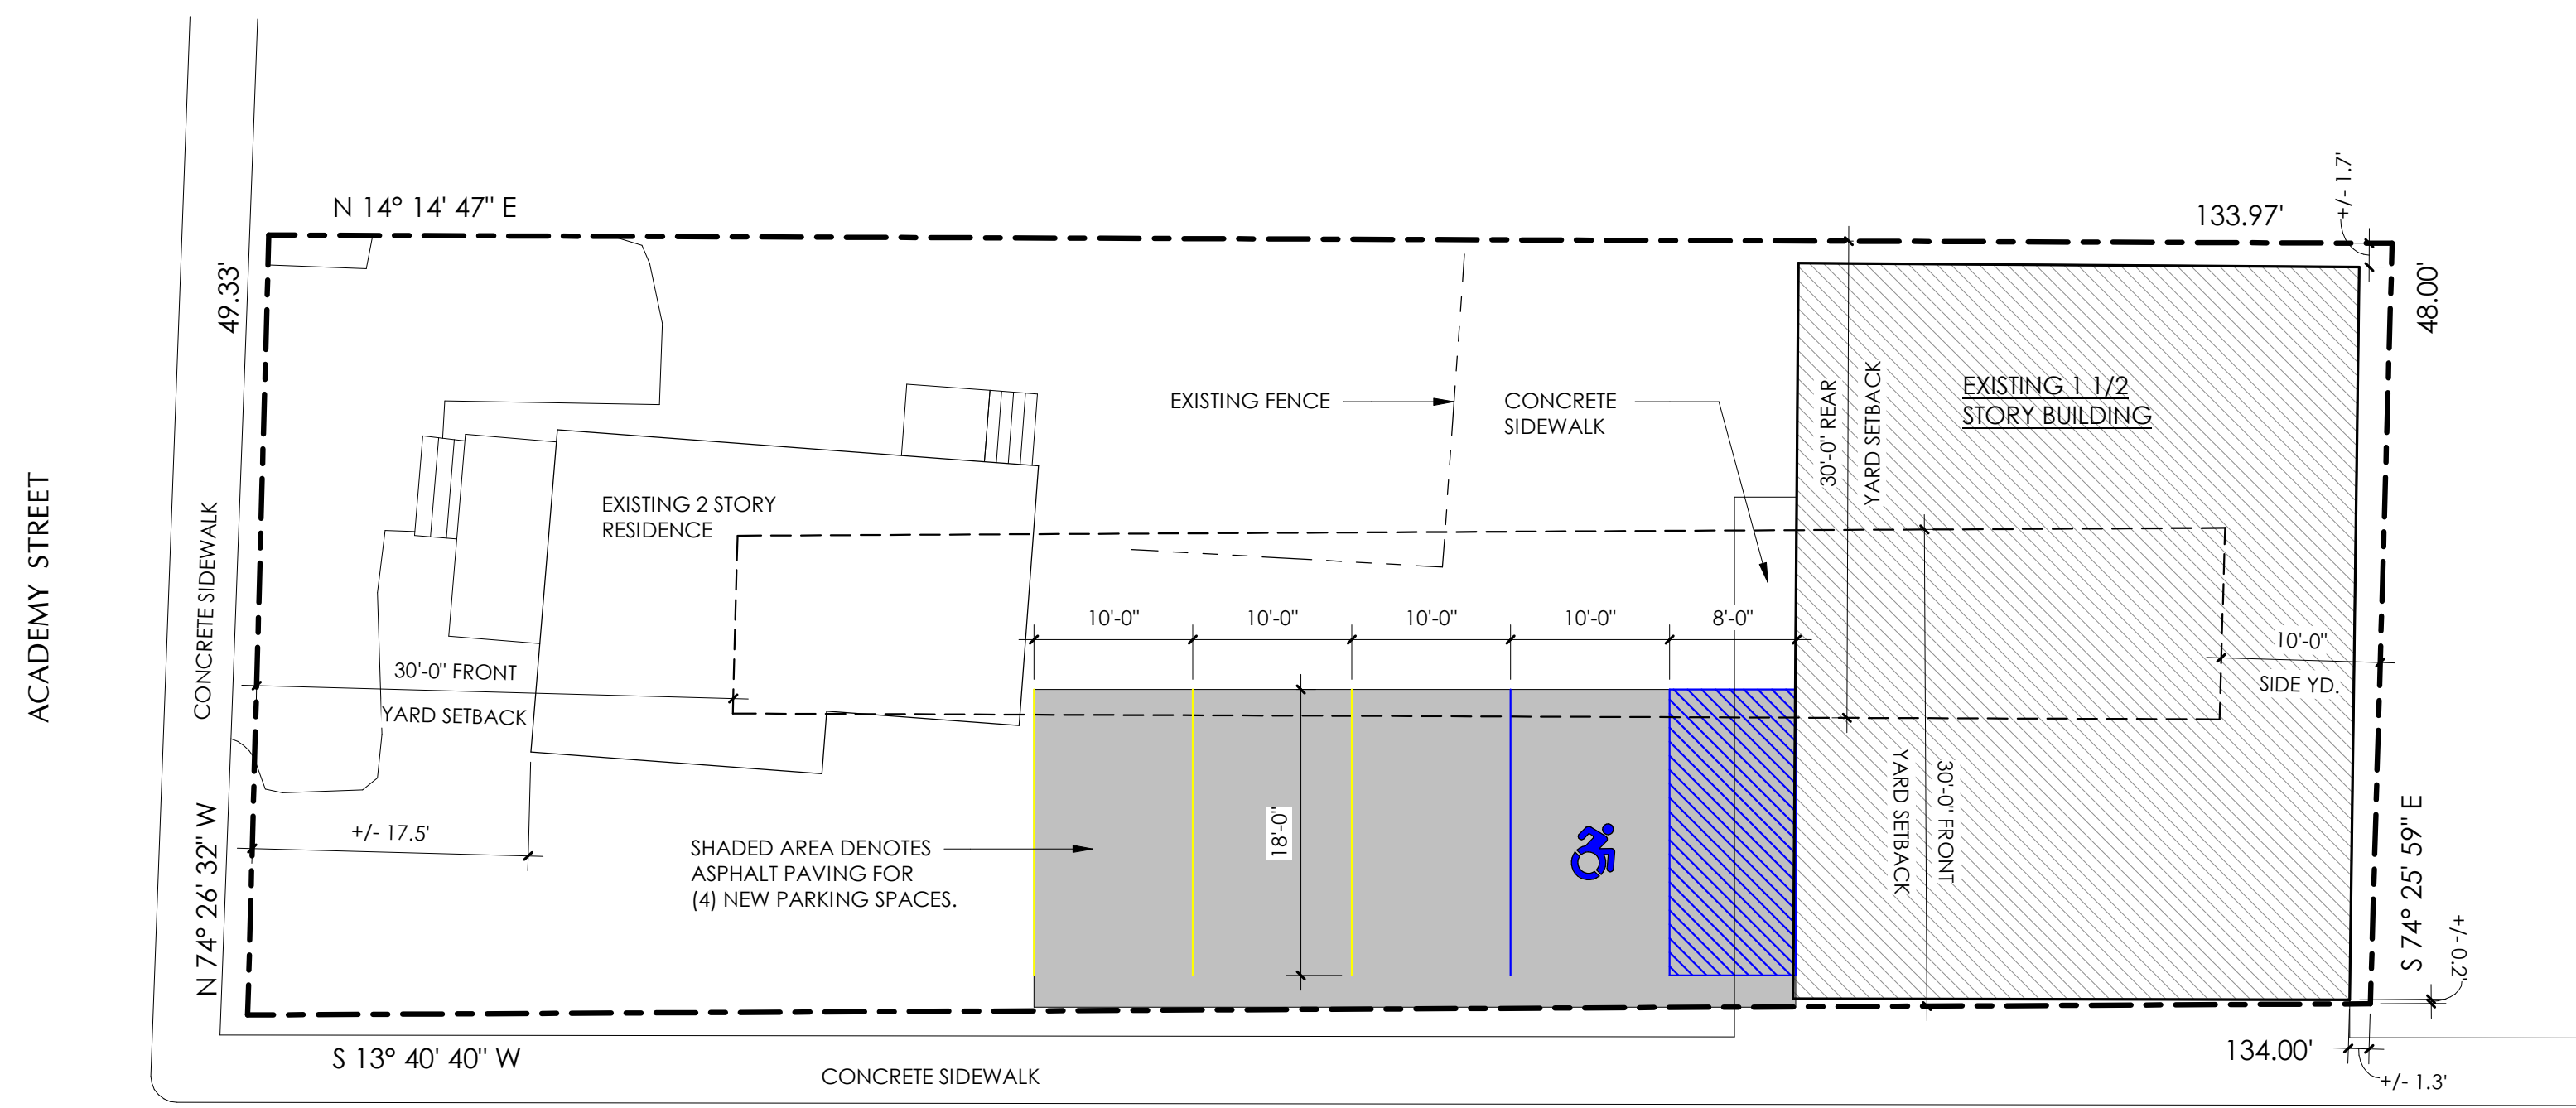 N 14° 14' 47" E
133.97'
+/- 1.7'
49.33'
48.00'
ACADEMY STREET
CONCRETE SIDEWALK
EXISTING FENCE
CONCRETE
SIDEWALK
30'-0" REAR
YARD SETBACK
EXISTING 1 1/2
STORY BUILDING
EXISTING 2 STORY
RESIDENCE
10'-0"
10'-0"
10'-0"
10'-0"
8'-0"
10'-0"
SIDE YD.
30'-0" FRONT
YARD SETBACK
+/- 17.5'
N 74° 26' 32" W
SHADED AREA DENOTES
ASPHALT PAVING FOR
(4) NEW PARKING SPACES.
18'-0"
30'-0" FRONT
YARD SETBACK
S 74° 25' 59" E
+/- 0.2'
S 13° 40' 40" W
134.00'
+/- 1.3'
CONCRETE SIDEWALK